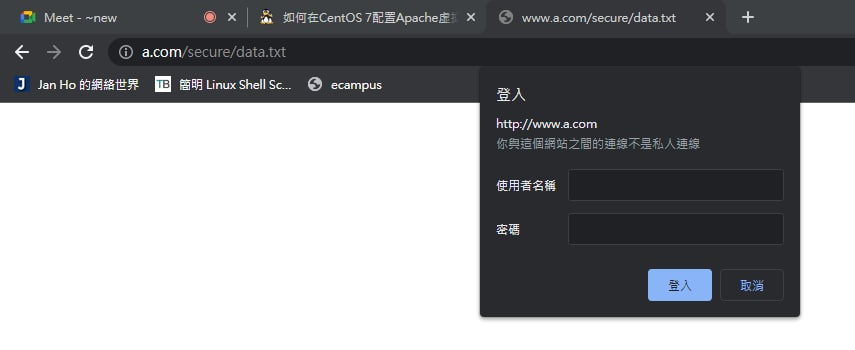 Meet - ~new
如何在CentOS 7配置Apache虛
www.a.com/secure/data.txt
a.com/secure/data.txt
Jan Ho 的網絡世界
簡明 Linux Shell Sc...
ecampus
登入
http://www.a.com
你與這個網站之間的連線不是私人連線
使用者名稱
密碼
登入
取消